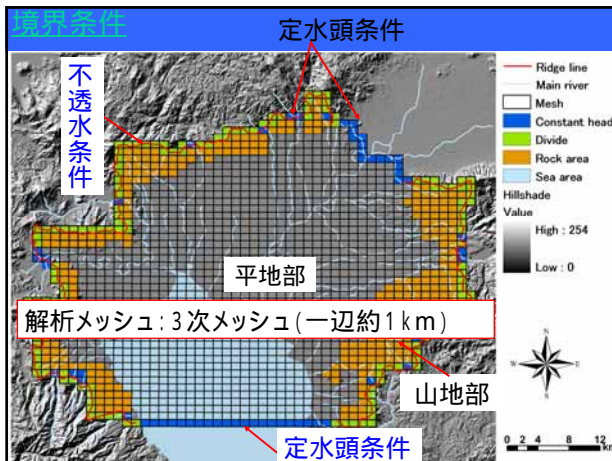 境界条件
定水頭条件
不透水条件
平地部
解析メッシュ:3次メッシュ(一辺約1km)
山地部
定水頭条件
Ridge line
Main river
Mesh
Constant head
Divide
Rock area
Sea area
Hillshade
Value
High : 254
Low : 0
N
W E
S
0 2 4 8 12
km